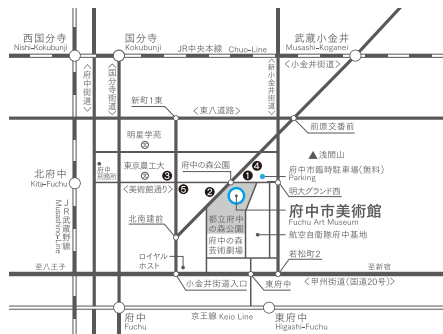 西国分寺
Nishi-Kokubunji
国分寺
Kokubunji
武蔵小金井
Musashi-Koganei
JR中央本線 Chuo-Line
〈府中街道〉
〈国分寺街道〉
〈新小金井街道〉
〈小金井街道〉
新町1東
〈東八道路〉
前原交番前
明星学苑
▲浅間山
東京農工大
府中刑務所
府中の森公園
❹
❶
府中市臨時駐車場(無料)
Parking
北府中
Kita-Fuchu
❸
〈美術館通り〉
❺
❷
明大グランド西
府中市美術館
Fuchu Art Museum
都立府中
の森公園
府中の森
芸術劇場
航空自衛隊府中基地
北南建前
JR武蔵野線
Musashino-Line
ロイヤル
ホスト
若松町2
至八王子
至新宿
小金井街道入口
東府中
〈甲州街道(国道20号)〉
府中
Fuchu
京王線 Keio Line
東府中
Higashi-Fuchu